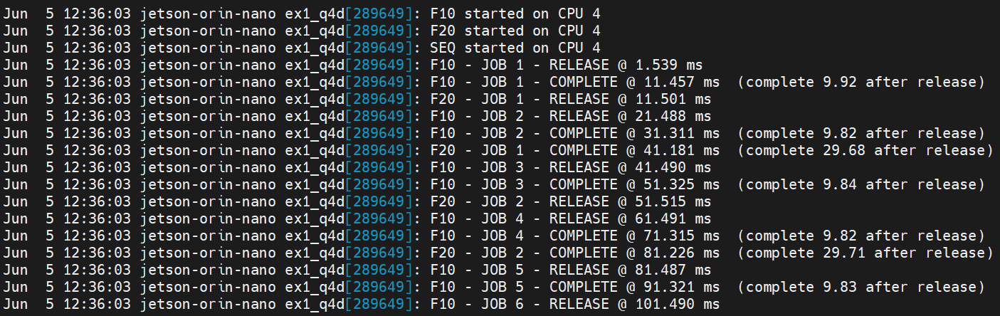 Jun  5 12:36:03 jetson-orin-nano ex1_q4d[289649]: F10 started on CPU 4
Jun  5 12:36:03 jetson-orin-nano ex1_q4d[289649]: F20 started on CPU 4
Jun  5 12:36:03 jetson-orin-nano ex1_q4d[289649]: SEQ started on CPU 4
Jun  5 12:36:03 jetson-orin-nano ex1_q4d[289649]: F10 - JOB 1 - RELEASE @ 1.539 ms
Jun  5 12:36:03 jetson-orin-nano ex1_q4d[289649]: F10 - JOB 1 - COMPLETE @ 11.457 ms  (complete 9.92 after release)
Jun  5 12:36:03 jetson-orin-nano ex1_q4d[289649]: F20 - JOB 1 - RELEASE @ 11.501 ms
Jun  5 12:36:03 jetson-orin-nano ex1_q4d[289649]: F10 - JOB 2 - RELEASE @ 21.488 ms
Jun  5 12:36:03 jetson-orin-nano ex1_q4d[289649]: F10 - JOB 2 - COMPLETE @ 31.311 ms  (complete 9.82 after release)
Jun  5 12:36:03 jetson-orin-nano ex1_q4d[289649]: F20 - JOB 1 - COMPLETE @ 41.181 ms  (complete 29.68 after release)
Jun  5 12:36:03 jetson-orin-nano ex1_q4d[289649]: F10 - JOB 3 - RELEASE @ 41.490 ms
Jun  5 12:36:03 jetson-orin-nano ex1_q4d[289649]: F10 - JOB 3 - COMPLETE @ 51.325 ms  (complete 9.84 after release)
Jun  5 12:36:03 jetson-orin-nano ex1_q4d[289649]: F20 - JOB 2 - RELEASE @ 51.515 ms
Jun  5 12:36:03 jetson-orin-nano ex1_q4d[289649]: F10 - JOB 4 - RELEASE @ 61.491 ms
Jun  5 12:36:03 jetson-orin-nano ex1_q4d[289649]: F10 - JOB 4 - COMPLETE @ 71.315 ms  (complete 9.82 after release)
Jun  5 12:36:03 jetson-orin-nano ex1_q4d[289649]: F20 - JOB 2 - COMPLETE @ 81.226 ms  (complete 29.71 after release)
Jun  5 12:36:03 jetson-orin-nano ex1_q4d[289649]: F10 - JOB 5 - RELEASE @ 81.487 ms
Jun  5 12:36:03 jetson-orin-nano ex1_q4d[289649]: F10 - JOB 5 - COMPLETE @ 91.321 ms  (complete 9.83 after release)
Jun  5 12:36:03 jetson-orin-nano ex1_q4d[289649]: F10 - JOB 6 - RELEASE @ 101.490 ms